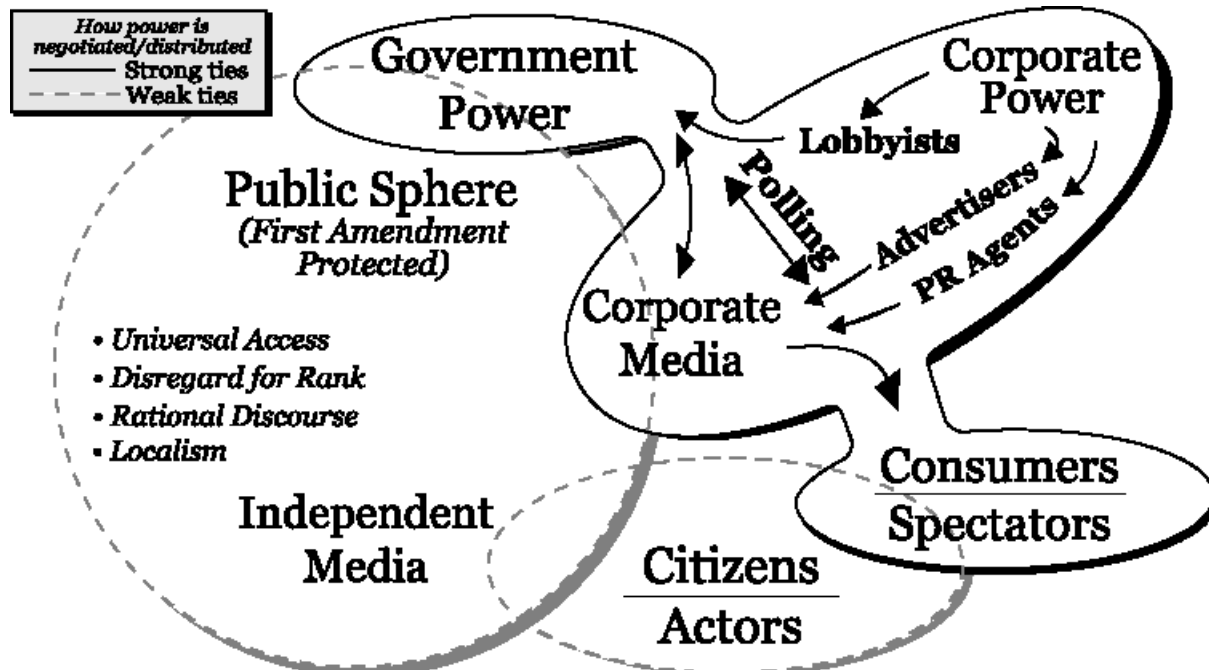 How power is
negotiated/distributed
Strong ties
Weak ties
Government
Power
Corporate
Power
Lobbyists
Polling
Advertisers
PR Agents
Public Sphere
(First Amendment
Protected)
Corporate
Media
• Universal Access
• Disregard for Rank
• Rational Discourse
• Localism
Independent
Media
Consumers
Spectators
Citizens
Actors